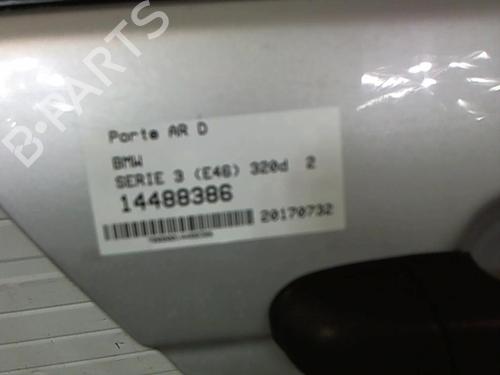 B-PARTS
Porte AR D
BMW
SERIE 3 (E46) 320d 2
14488386
20170732